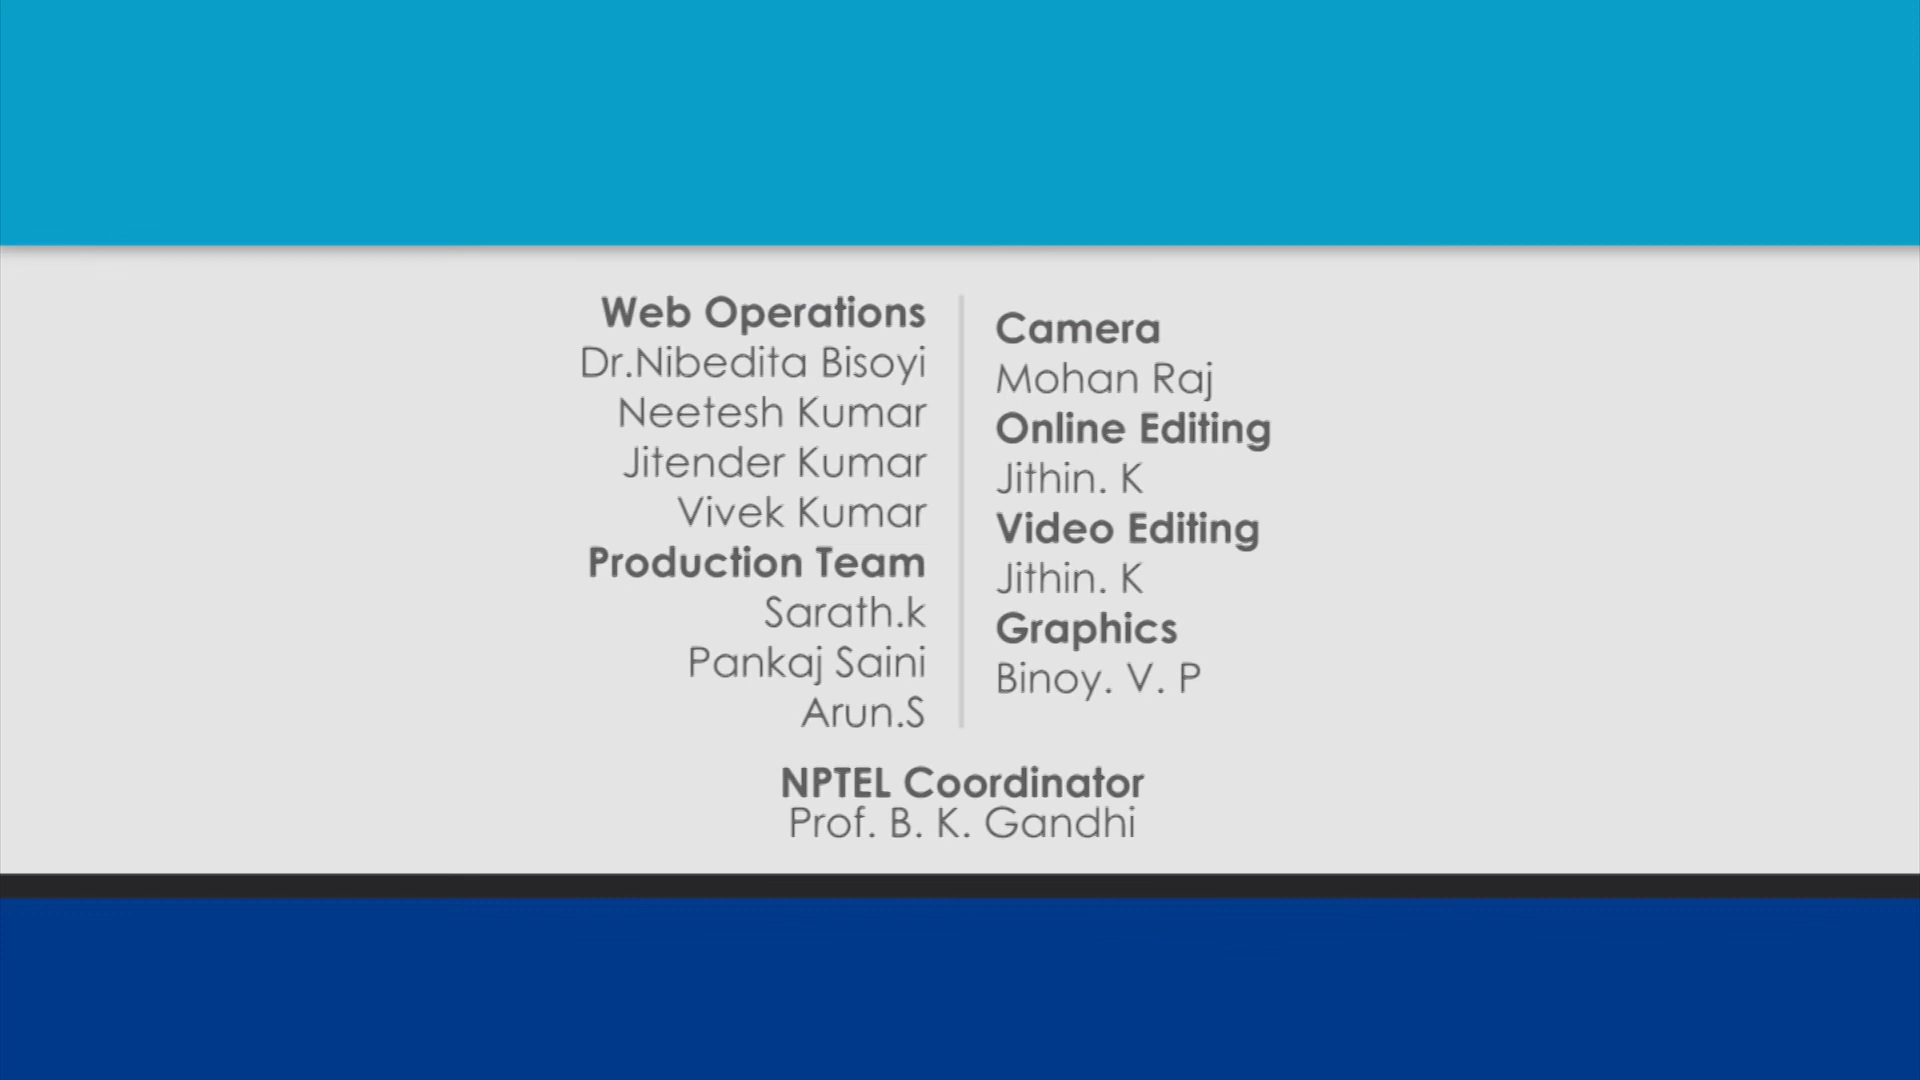 Web Operations
Dr.Nibedita Bisoyi
Neetesh Kumar
Jitender Kumar
Vivek Kumar
Production Team
Sarath.k
Pankaj Saini
Arun.S
Camera
Mohan Raj
Online Editing
Jithin. K
Video Editing
Jithin. K
Graphics
Binoy. V. P
NPTEL Coordinator
Prof. B. K. Gandhi